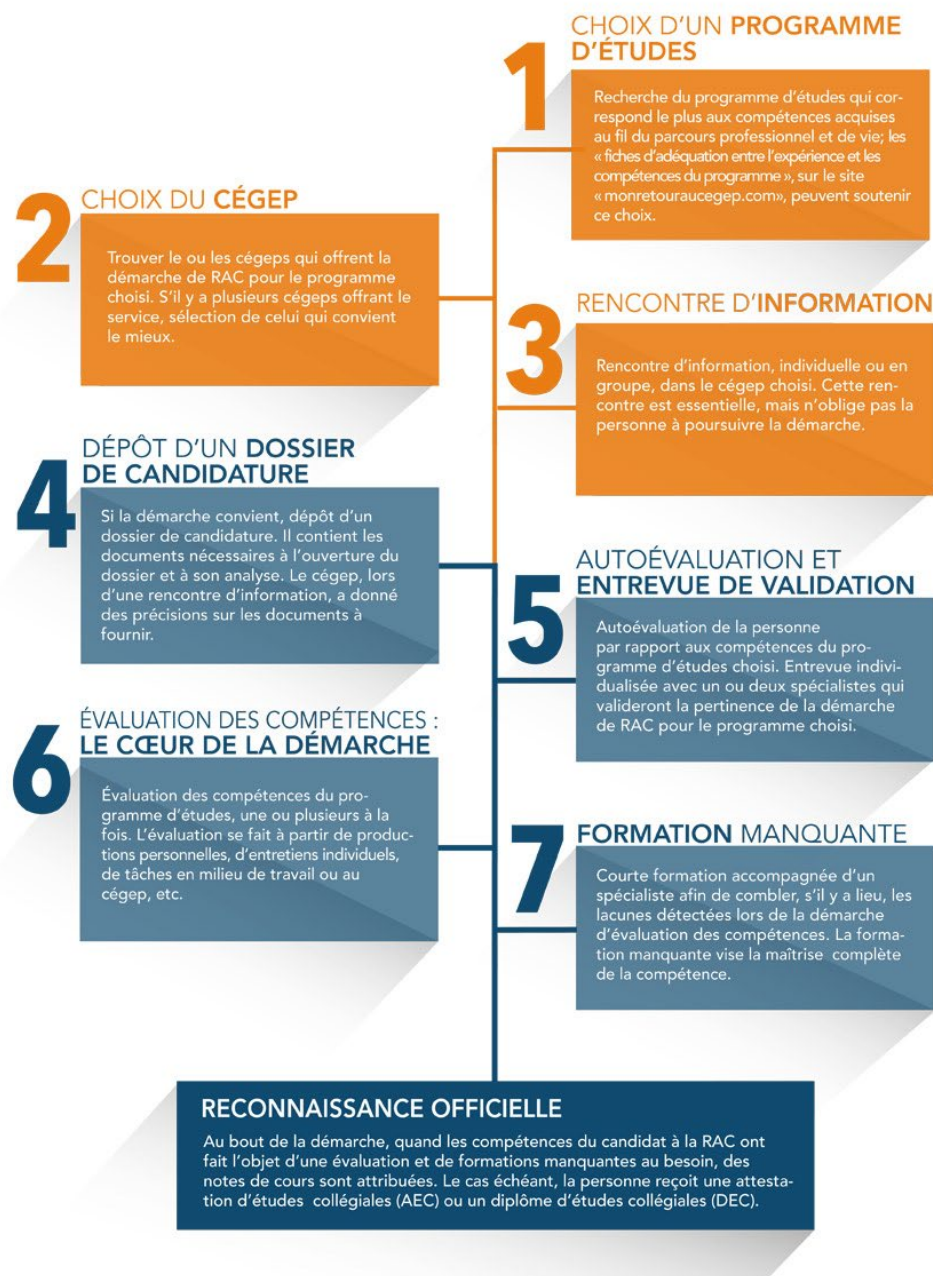 1
CHOIX D'UN PROGRAMME
D'ÉTUDES
Recherche du programme d'études qui cor-
respond le plus aux compétences acquises
au fil du parcours professionnel et de vie; les
« fiches d'adéquation entre l'expérience et les
compétences du programme », sur le site
« monretouraucegep.com», peuvent soutenir
ce choix.
2
CHOIX DU CÉGEP
Trouver le ou les cégeps qui offrent la
démarche de RAC pour le programme
choisi. S'il y a plusieurs cégeps offrant le
service, sélection de celui qui convient
le mieux.
3
RENCONTRE D'INFORMATION
Rencontre d'information, individuelle ou en
groupe, dans le cégep choisi. Cette ren-
contre est essentielle, mais n'oblige pas la
personne à poursuivre la démarche.
4
DÉPÔT D'UN DOSSIER
DE CANDIDATURE
Si la démarche convient, dépôt d'un
dossier de candidature. Il contient les
documents nécessaires à l'ouverture du
dossier et à son analyse. Le cégep, lors
d'une rencontre d'information, a donné
des précisions sur les documents à
fournir.
5
AUTOÉVALUATION ET
ENTREVUE DE VALIDATION
Autoévaluation de la personne
par rapport aux compétences du pro-
gramme d'études choisi. Entrevue indivi-
dualisée avec un ou deux spécialistes qui
valideront la pertinence de la démarche
de RAC pour le programme choisi.
6
ÉVALUATION DES COMPÉTENCES :
LE CŒUR DE LA DÉMARCHE
Évaluation des compétences du pro-
gramme d'études, une ou plusieurs à la
fois. L'évaluation se fait à partir de produc-
tions personnelles, d'entretiens individuels,
de tâches en milieu de travail ou au
cégep, etc.
7
FORMATION MANQUANTE
Courte formation accompagnée d'un
spécialiste afin de combler, s'il y a lieu, les
lacunes détectées lors de la démarche
d'évaluation des compétences. La forma-
tion manquante vise la maîtrise complète
de la compétence.
RECONNAISSANCE OFFICIELLE
Au bout de la démarche, quand les compétences du candidat à la RAC ont
fait l'objet d'une évaluation et de formations manquantes au besoin, des
notes de cours sont attribuées. Le cas échéant, la personne reçoit une attesta-
tion d'études collégiales (AEC) ou un diplôme d'études collégiales (DEC).